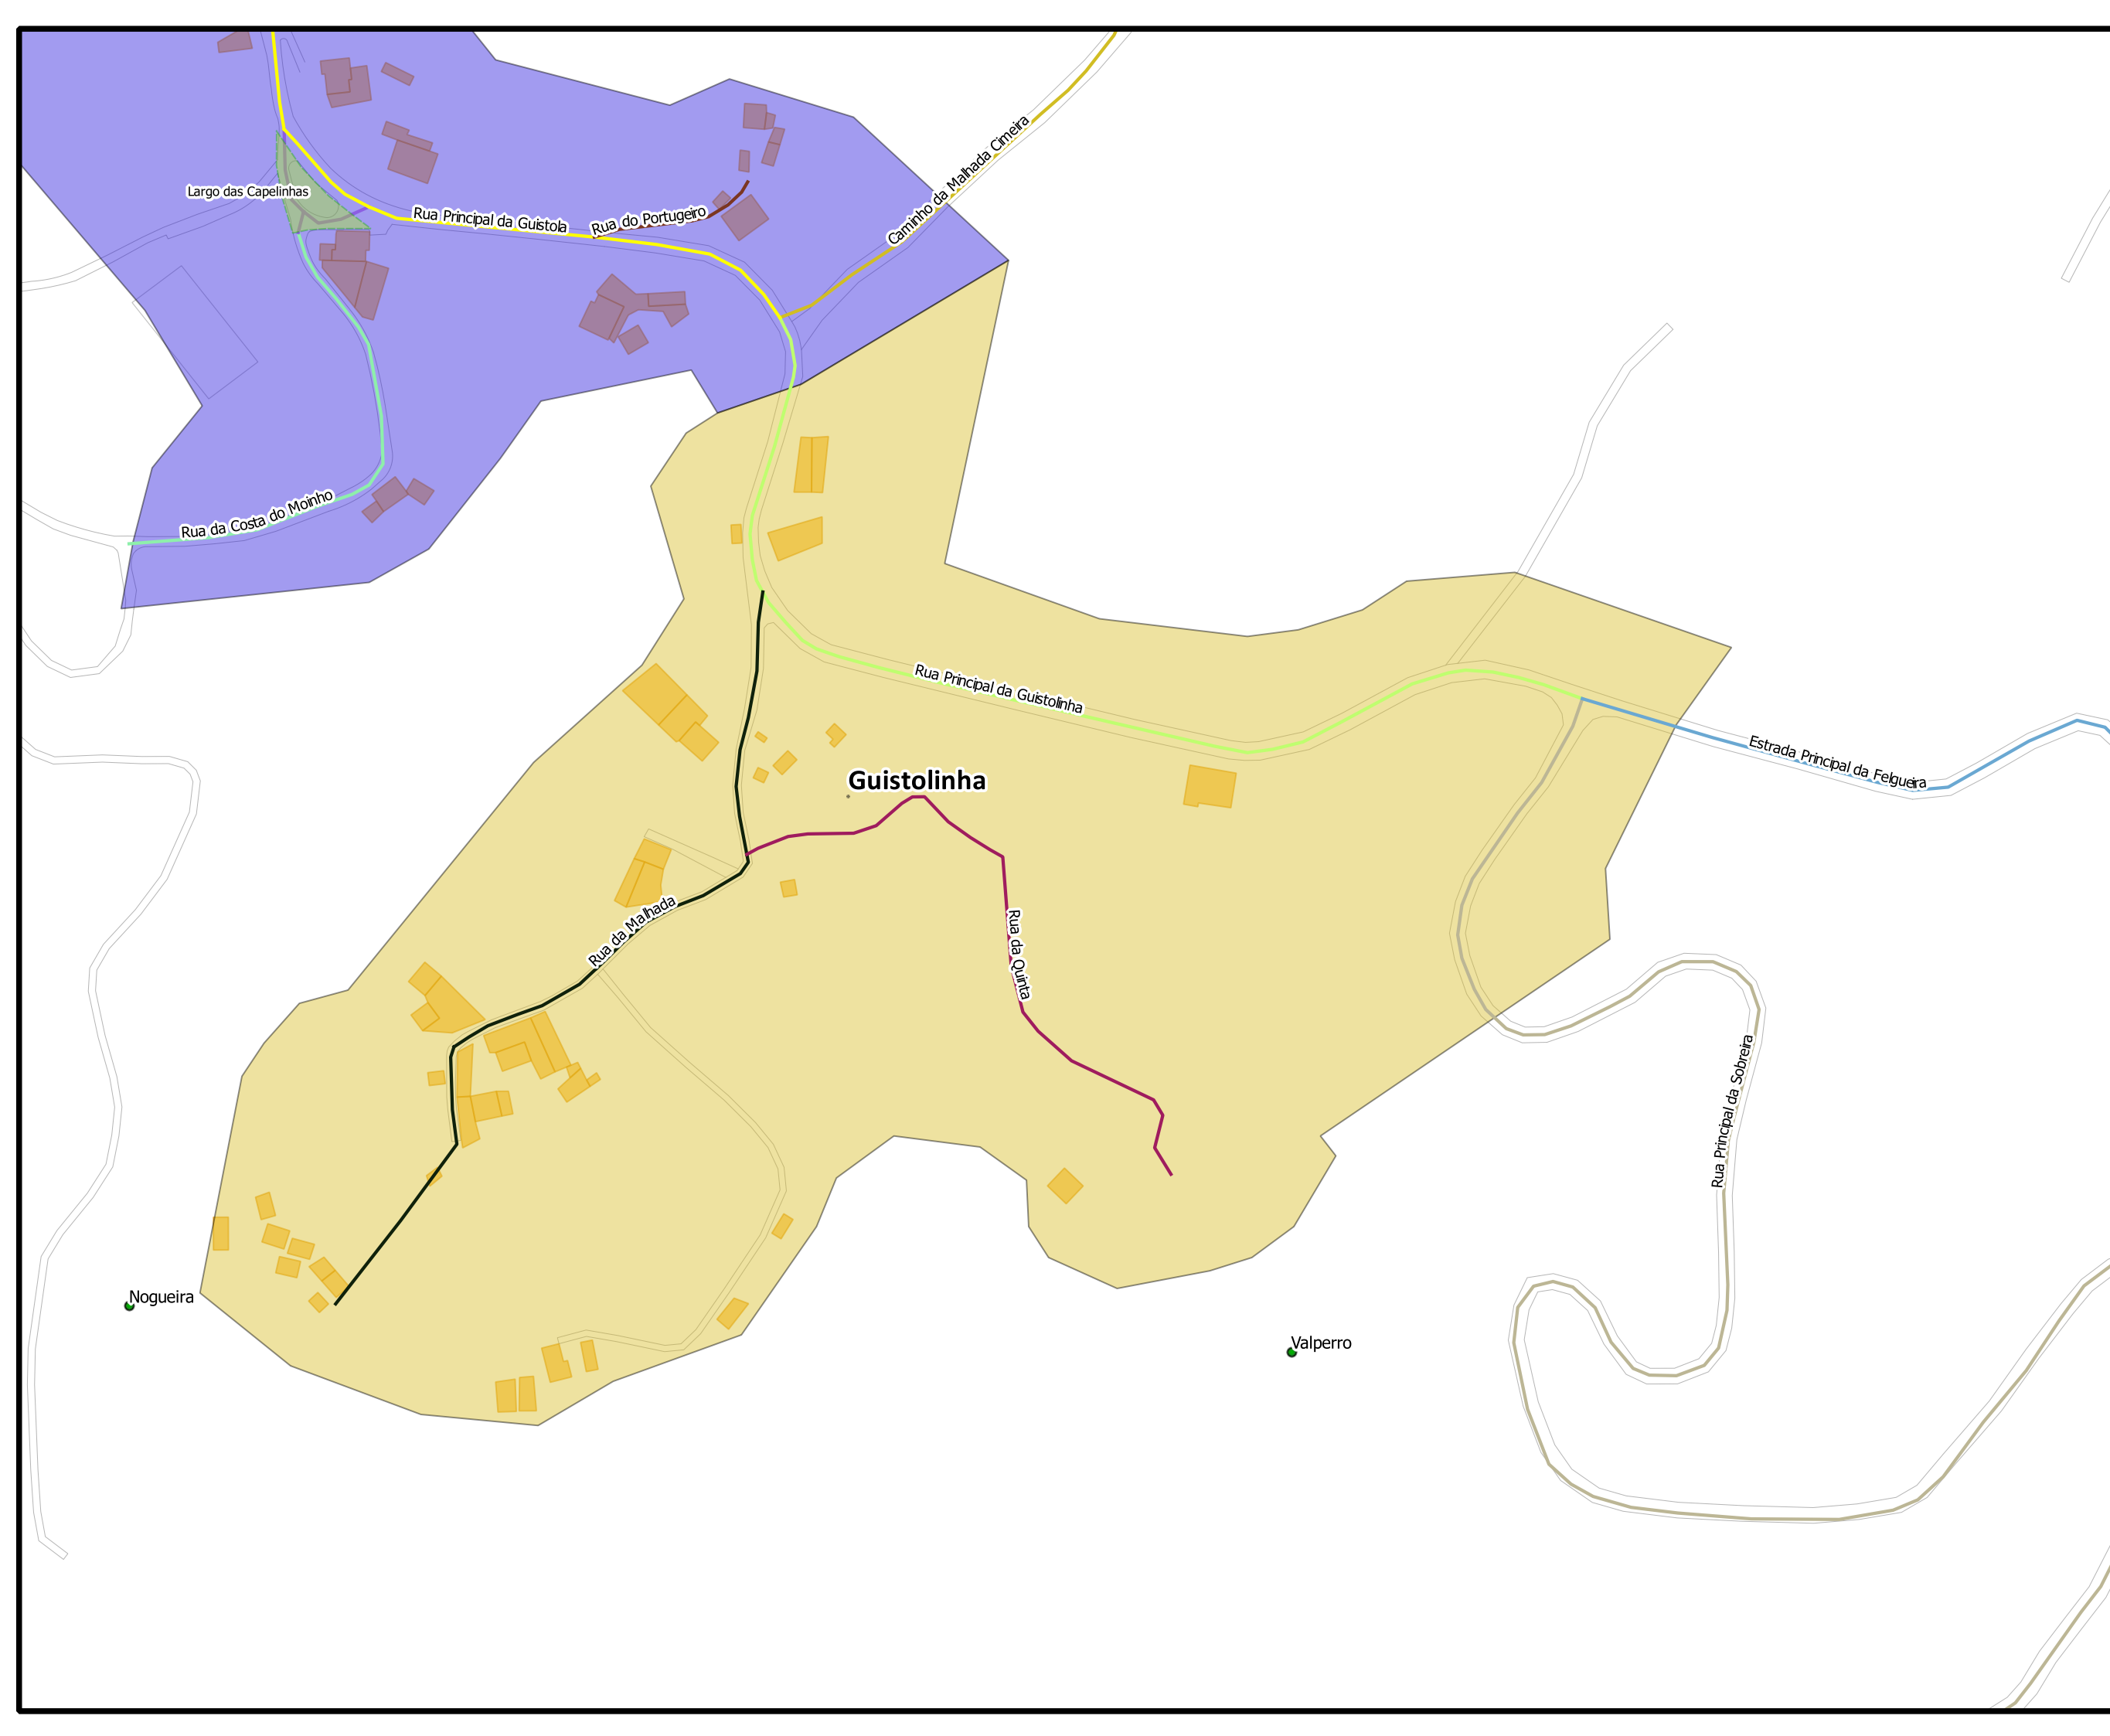 Caminho da Malhada Cimeira
Largo das Capelinhas
Rua Principal da Guistola
Rua do Portugeiro
Rua da Costa do Moinho
Rua Principal da Guistolinha
Estrada Principal da Felgueira
Guistolinha
Rua da Malhada
Rua da Quinta
Rua Principal da Sobreira
Nogueira
Valperro